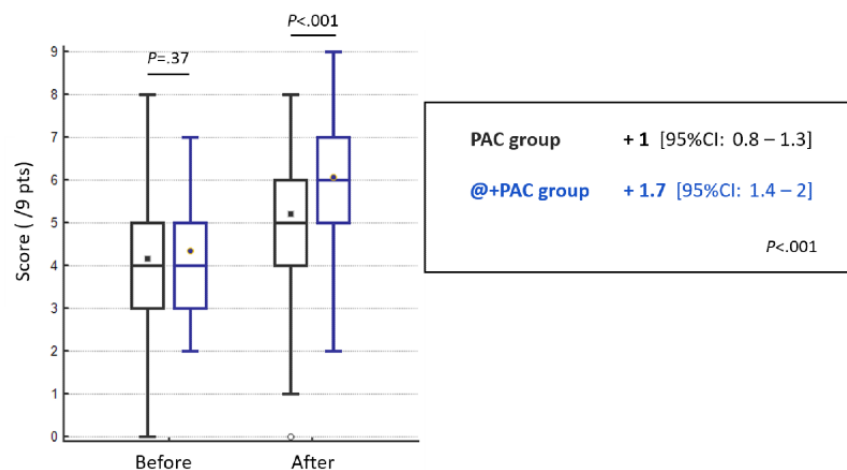 P<.001
P=.37
9
8
7
6
5
4
3
2
1
0
Score ( /9 pts)
Before
After
PAC group + 1 [95%CI: 0.8 – 1.3]
@+PAC group + 1.7 [95%CI: 1.4 – 2]
P<.001